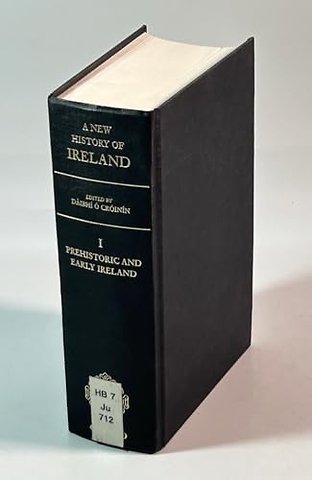 A NEW
HISTORY OF
IRELAND
EDITED BY
DÁIBHÍ Ó CRÓINÍN
I
PREHISTORIC AND
EARLY IRELAND
HB 7
Ju
712